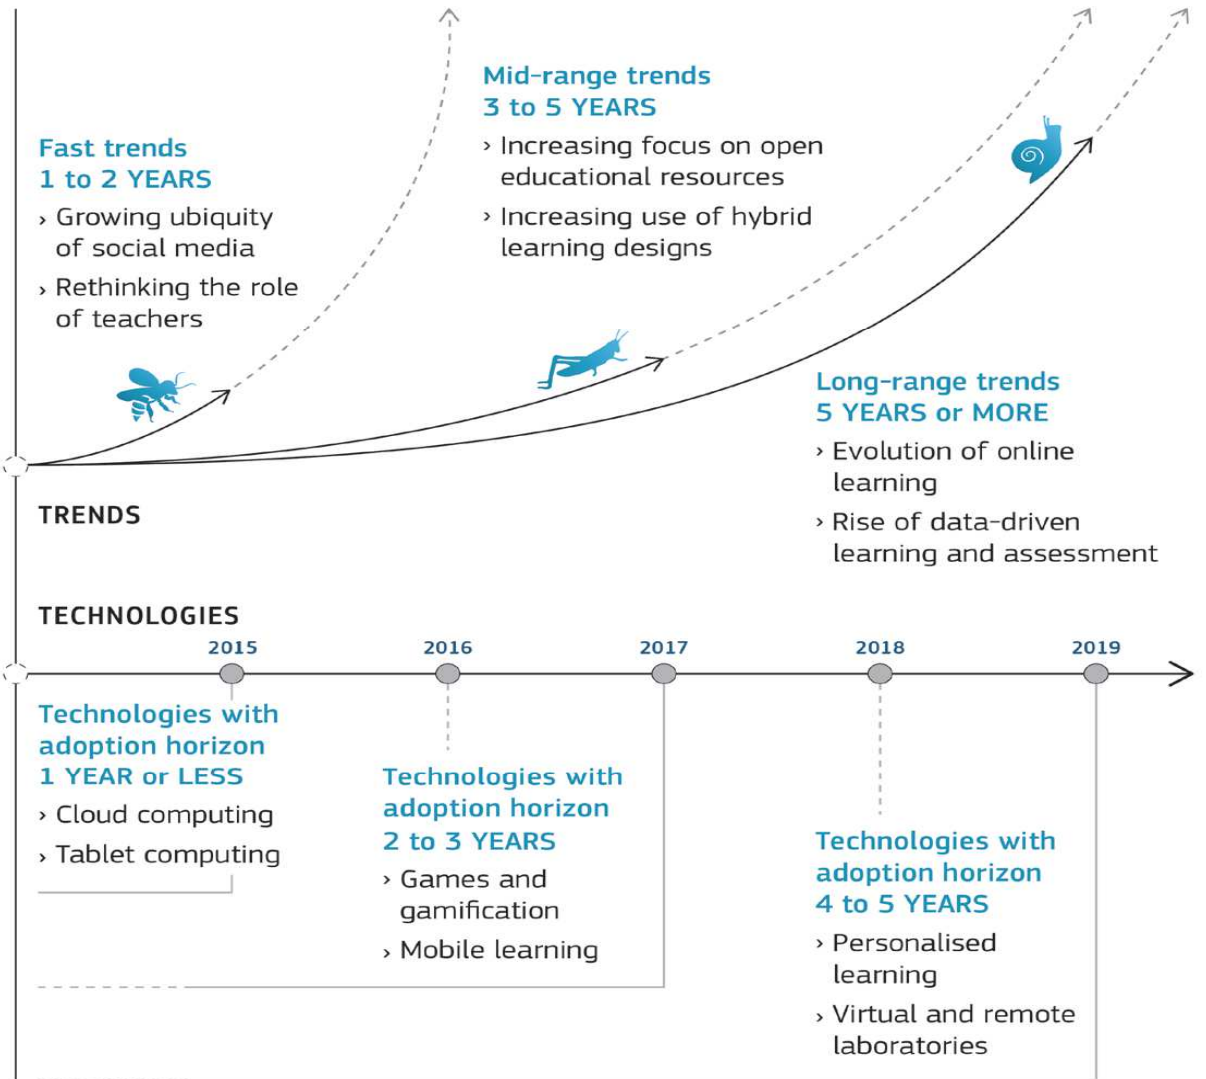 Fast trends
1 to 2 YEARS
› Growing ubiquity
of social media
› Rethinking the role
of teachers
Mid-range trends
3 to 5 YEARS
› Increasing focus on open
educational resources
› Increasing use of hybrid
learning designs
Long-range trends
5 YEARS or MORE
› Evolution of online
learning
› Rise of data-driven
learning and assessment
TRENDS
TECHNOLOGIES
2015 2016 2017 2018 2019
Technologies with
adoption horizon
1 YEAR or LESS
› Cloud computing
› Tablet computing
Technologies with
adoption horizon
2 to 3 YEARS
› Games and
gamification
› Mobile learning
Technologies with
adoption horizon
4 to 5 YEARS
› Personalised
learning
› Virtual and remote
laboratories